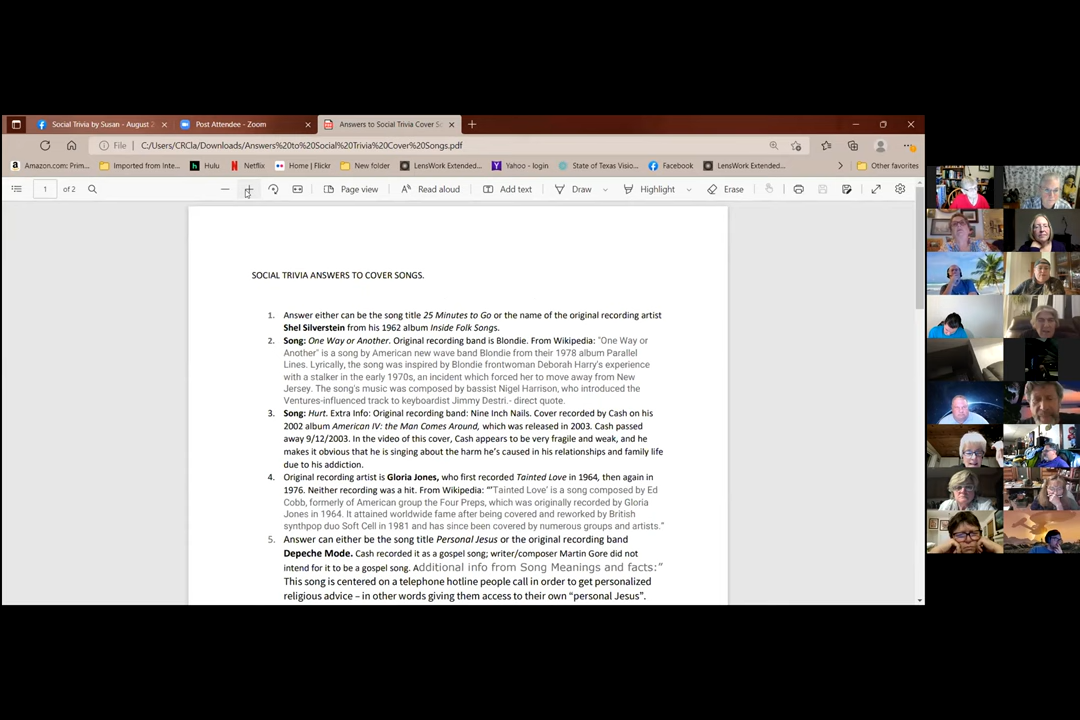 Social Trivia by Susan - August 2
Post Attendee - Zoom
Answers to Social Trivia Cover So
File
C:/Users/CRCla/Downloads/Answers%20to%20Social%20Trivia%20Cover%20Songs.pdf
Amazon.com: Prim...
Imported from Inte...
Hulu
Netflix
Home | Flickr
New folder
LensWork Extended...
Yahoo - login
State of Texas Visio...
Facebook
LensWork Extended...
Other favorites
1 of 2
Page view
Read aloud
Add text
Draw
Highlight
Erase
SOCIAL TRIVIA ANSWERS TO COVER SONGS.
1. Answer either can be the song title 25 Minutes to Go or the name of the original recording artist
Shel Silverstein from his 1962 album Inside Folk Songs.
2. Song: One Way or Another. Original recording band is Blondie. From Wikipedia: "One Way or
Another" is a song by American new wave band Blondie from their 1978 album Parallel
Lines. Lyrically, the song was inspired by Blondie frontwoman Deborah Harry's experience
with a stalker in the early 1970s, an incident which forced her to move away from New
Jersey. The song's music was composed by bassist Nigel Harrison, who introduced the
Ventures-influenced track to keyboardist Jimmy Destri.- direct quote.
3. Song: Hurt. Extra Info: Original recording band: Nine Inch Nails. Cover recorded by Cash on his
2002 album American IV: the Man Comes Around, which was released in 2003. Cash passed
away 9/12/2003. In the video of this cover, Cash appears to be very fragile and weak, and he
makes it obvious that he is singing about the harm he's caused in his relationships and family life
due to his addiction.
4. Original recording artist is Gloria Jones, who first recorded Tainted Love in 1964, then again in
1976. Neither recording was a hit. From Wikipedia: "'Tainted Love' is a song composed by Ed
Cobb, formerly of American group the Four Preps, which was originally recorded by Gloria
Jones in 1964. It attained worldwide fame after being covered and reworked by British
synthpop duo Soft Cell in 1981 and has since been covered by numerous groups and artists."
5. Answer can either be the song title Personal Jesus or the original recording band
Depeche Mode. Cash recorded it as a gospel song; writer/composer Martin Gore did not
intend for it to be a gospel song. Additional info from Song Meanings and facts:"
This song is centered on a telephone hotline people call in order to get personalized
religious advice – in other words giving them access to their own "personal Jesus".